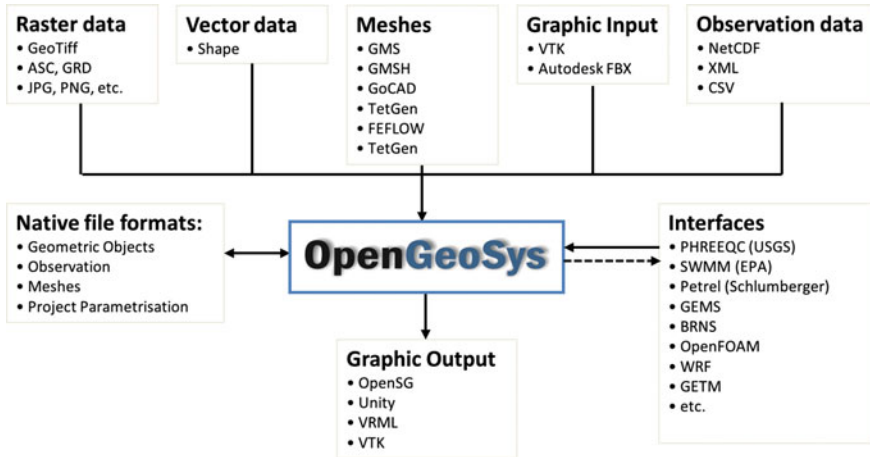 Raster data
• GeoTiff
• ASC, GRD
• JPG, PNG, etc.
Vector data
• Shape
Meshes
• GMS
• GMSH
• GoCAD
• TetGen
• FEFLOW
• TetGen
Graphic Input
• VTK
• Autodesk FBX
Observation data
• NetCDF
• XML
• CSV
Native file formats:
• Geometric Objects
• Observation
• Meshes
• Project Parametrisation
OpenGeoSys
Interfaces
• PHREEQC (USGS)
• SWMM (EPA)
• Petrel (Schlumberger)
• GEMS
• BRNS
• OpenFOAM
• WRF
• GETM
• etc.
Graphic Output
• OpenSG
• Unity
• VRML
• VTK